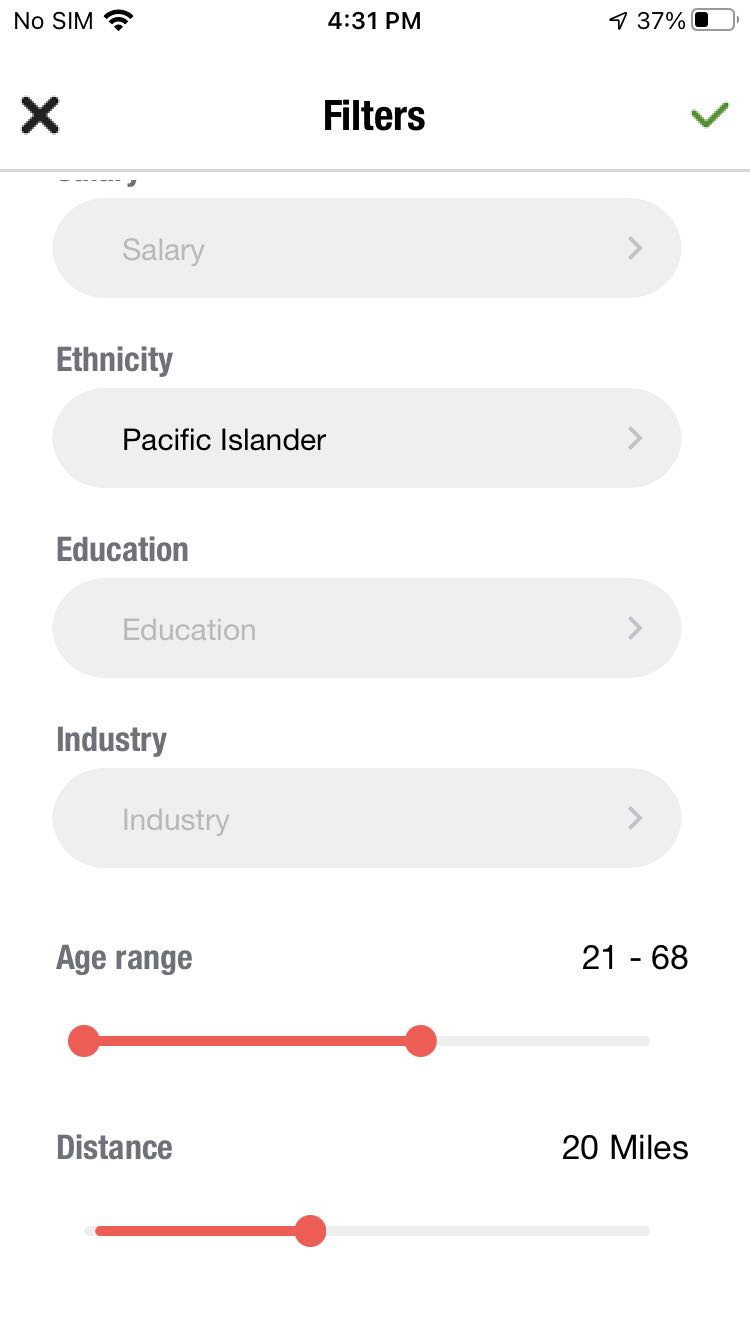 No SIM 4:31 PM 37%
Filters
Salary
Ethnicity
Pacific Islander
Education
Education
Industry
Industry
Age range 21 - 68
Distance 20 Miles